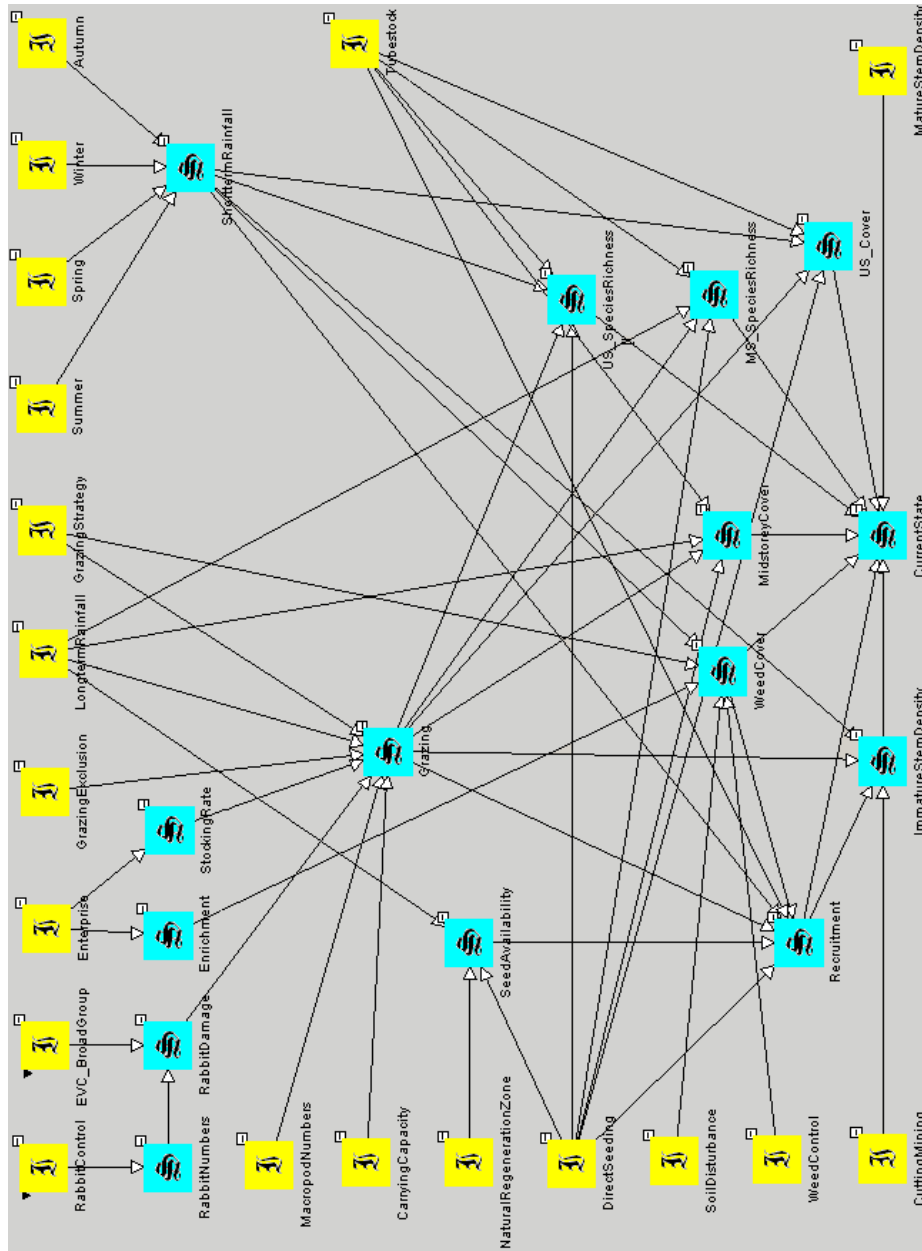 RabbitControl
EVC_BroadGroup
Enterprise
GrazingExclusion
LongtermRainfall
GrazingStrategy
Summer
Spring
Winter
Autumn
RabbitNumbers
RabbitDamage
Enrichment
StockingRate
ShorttermRainfall
MacropodNumbers
Tubestock
CarryingCapacity
Grazing
NaturalRegenerationZone
SeedAvailability
DirectSeeding
US_SpeciesRichness
SoilDisturbance
MS_SpeciesRichness
WeedCover
MidstoreyCover
WeedControl
Recruitment
US_Cover
CuttingMining
ImmatureStemDensity
CurrentState
MatureStemDensity